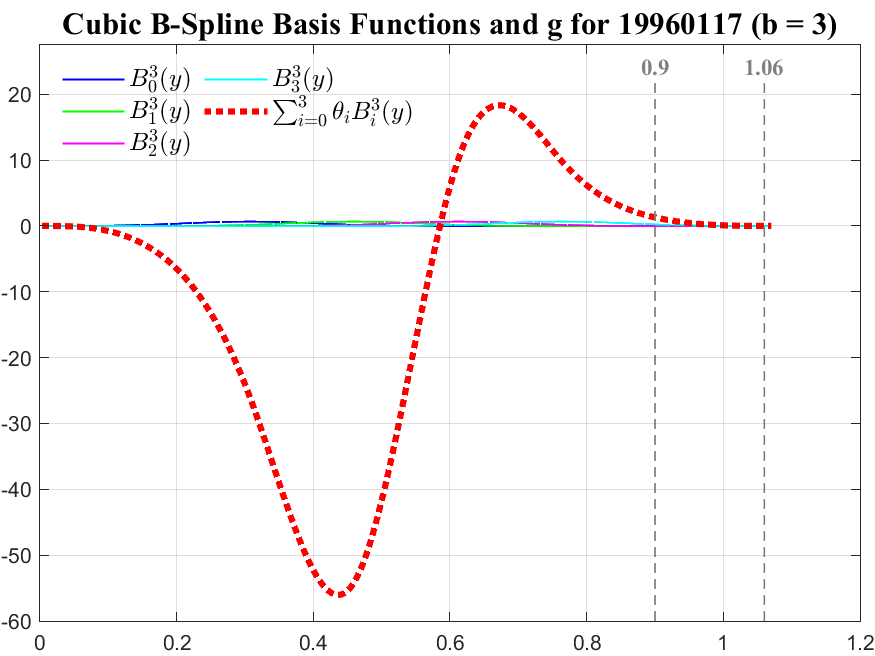 Cubic B-Spline Basis Functions and g for 19960117 (b = 3)
0.9 1.06
B_0^3(y) B_3^3(y)
B_1^3(y) ∑_{i=0}^3 θ_i B_i^3(y)
B_2^3(y)
20
10
0
-10
-20
-30
-40
-50
-60
0 0.2 0.4 0.6 0.8 1 1.2